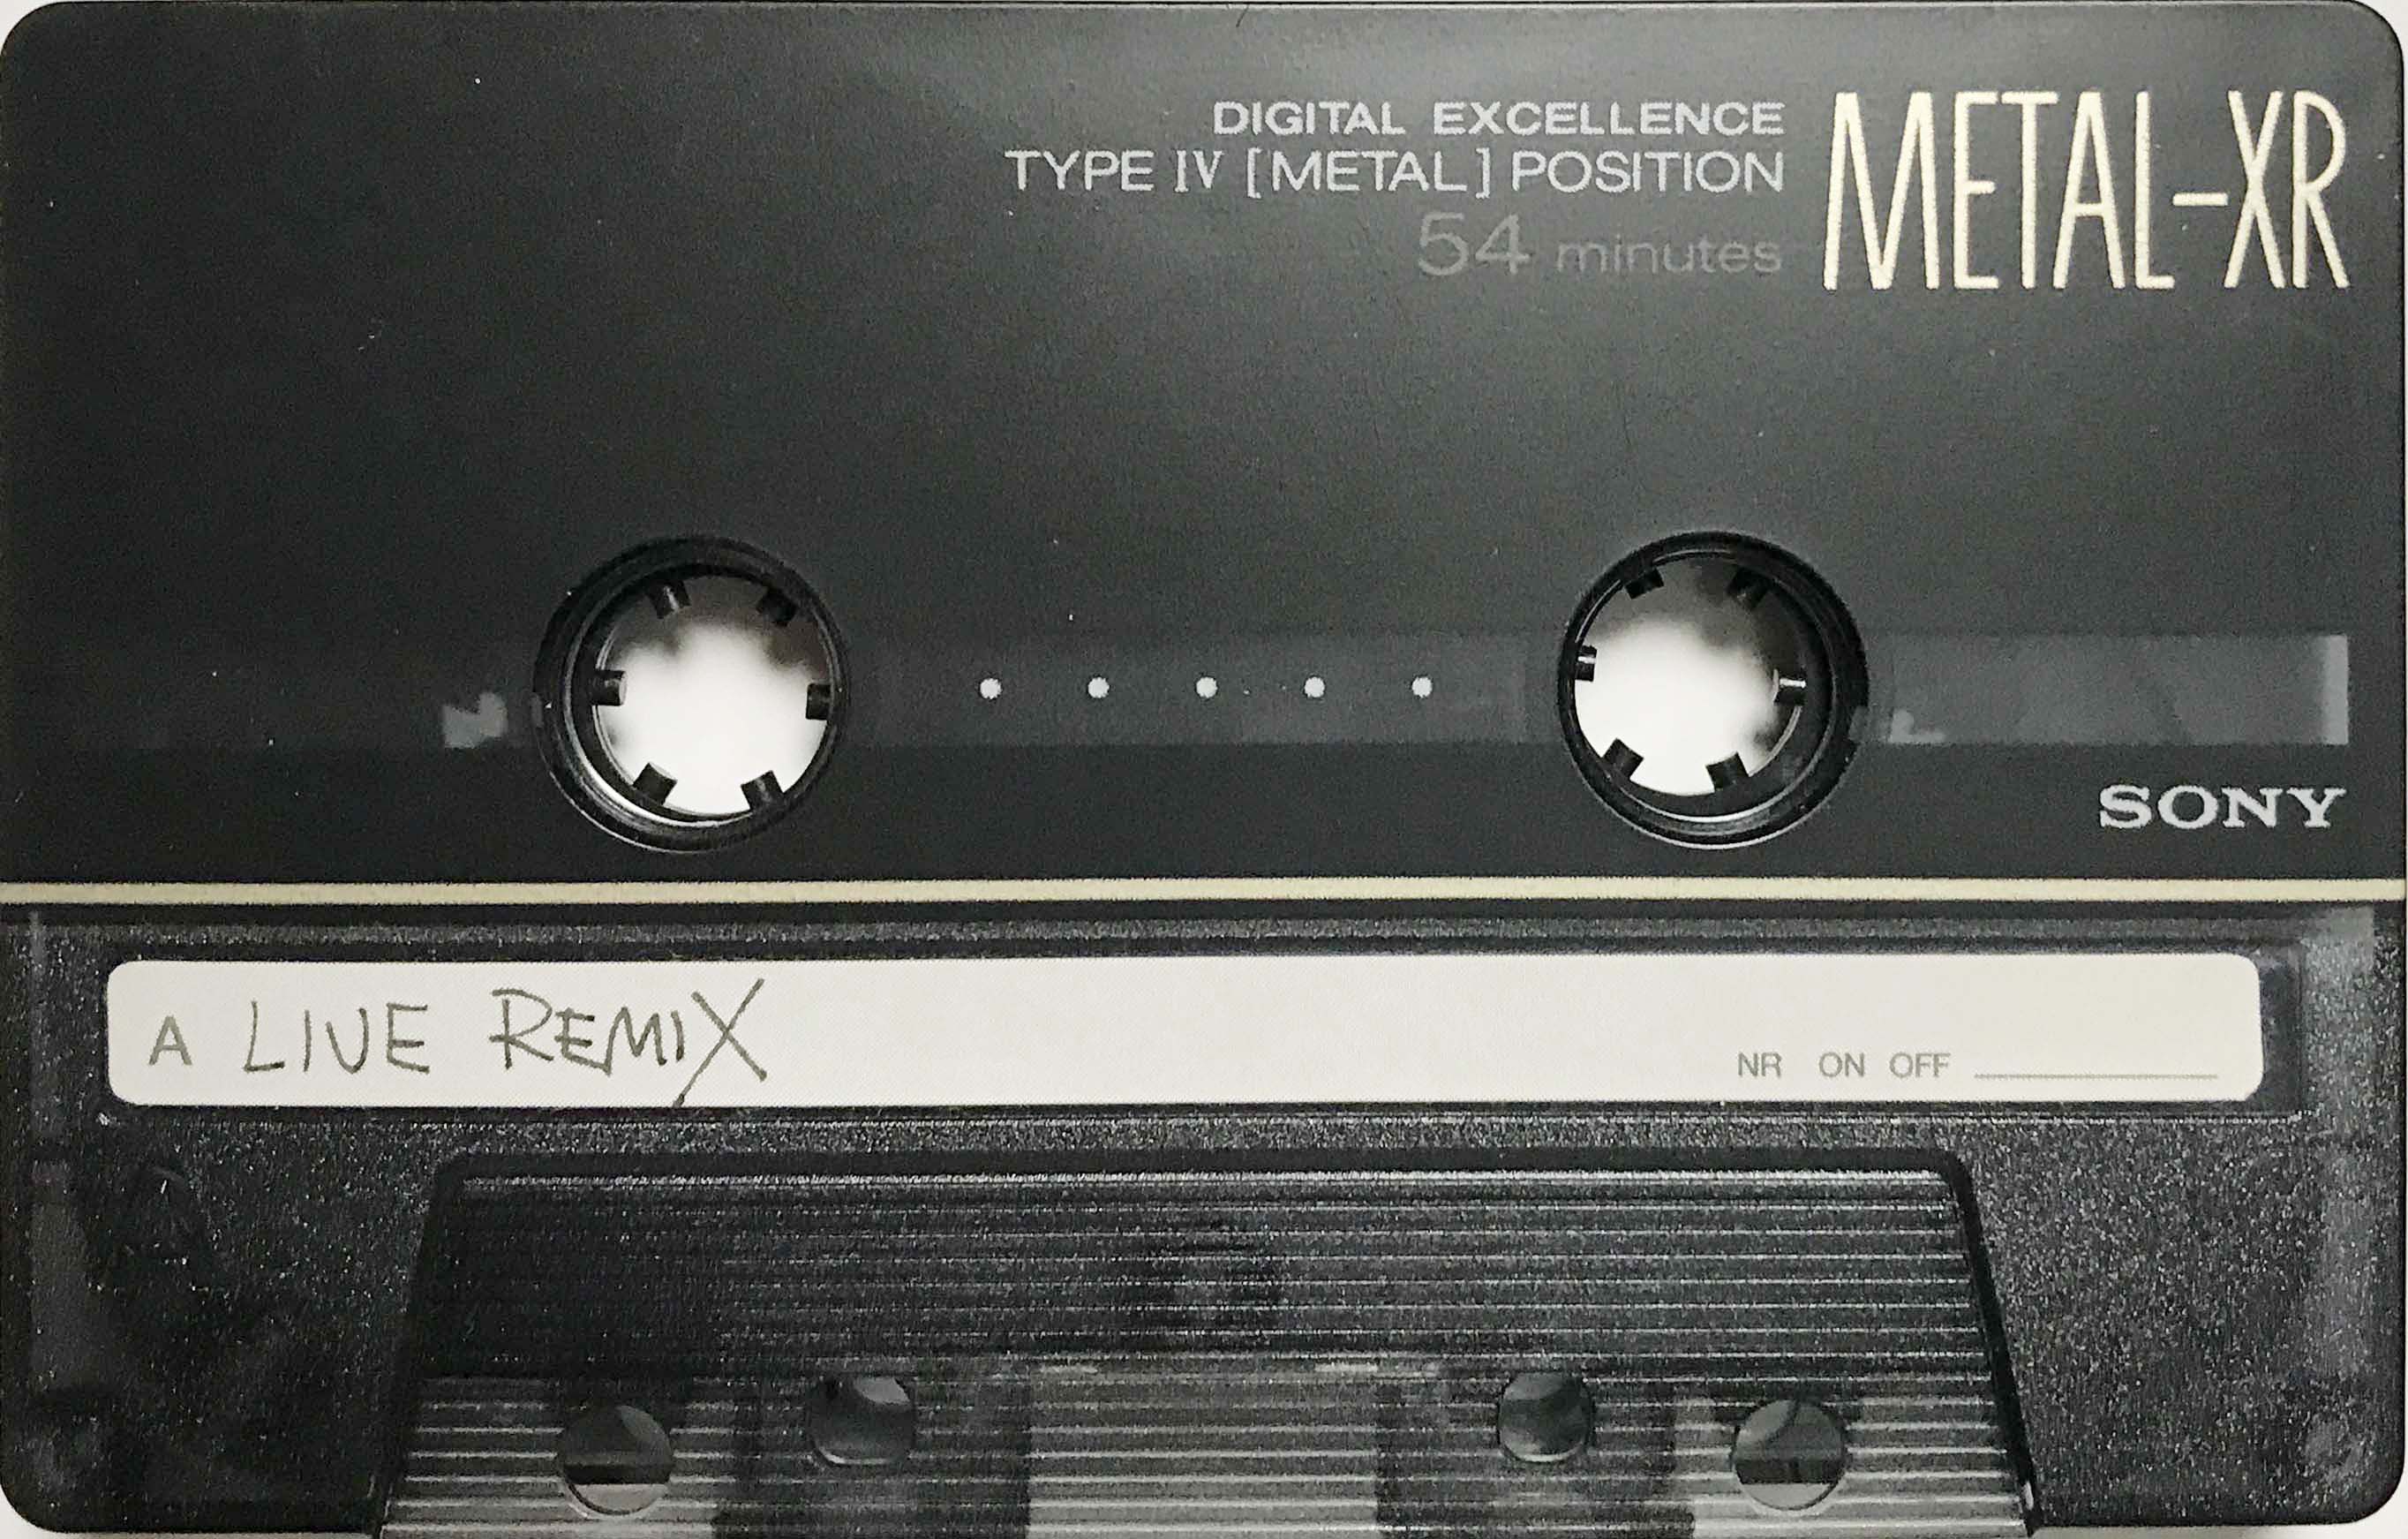 DIGITAL EXCELLENCE
TYPE IV [METAL] POSITION
54 minutes
METAL-XR
SONY
A LIVE REMIX
NR ON OFF